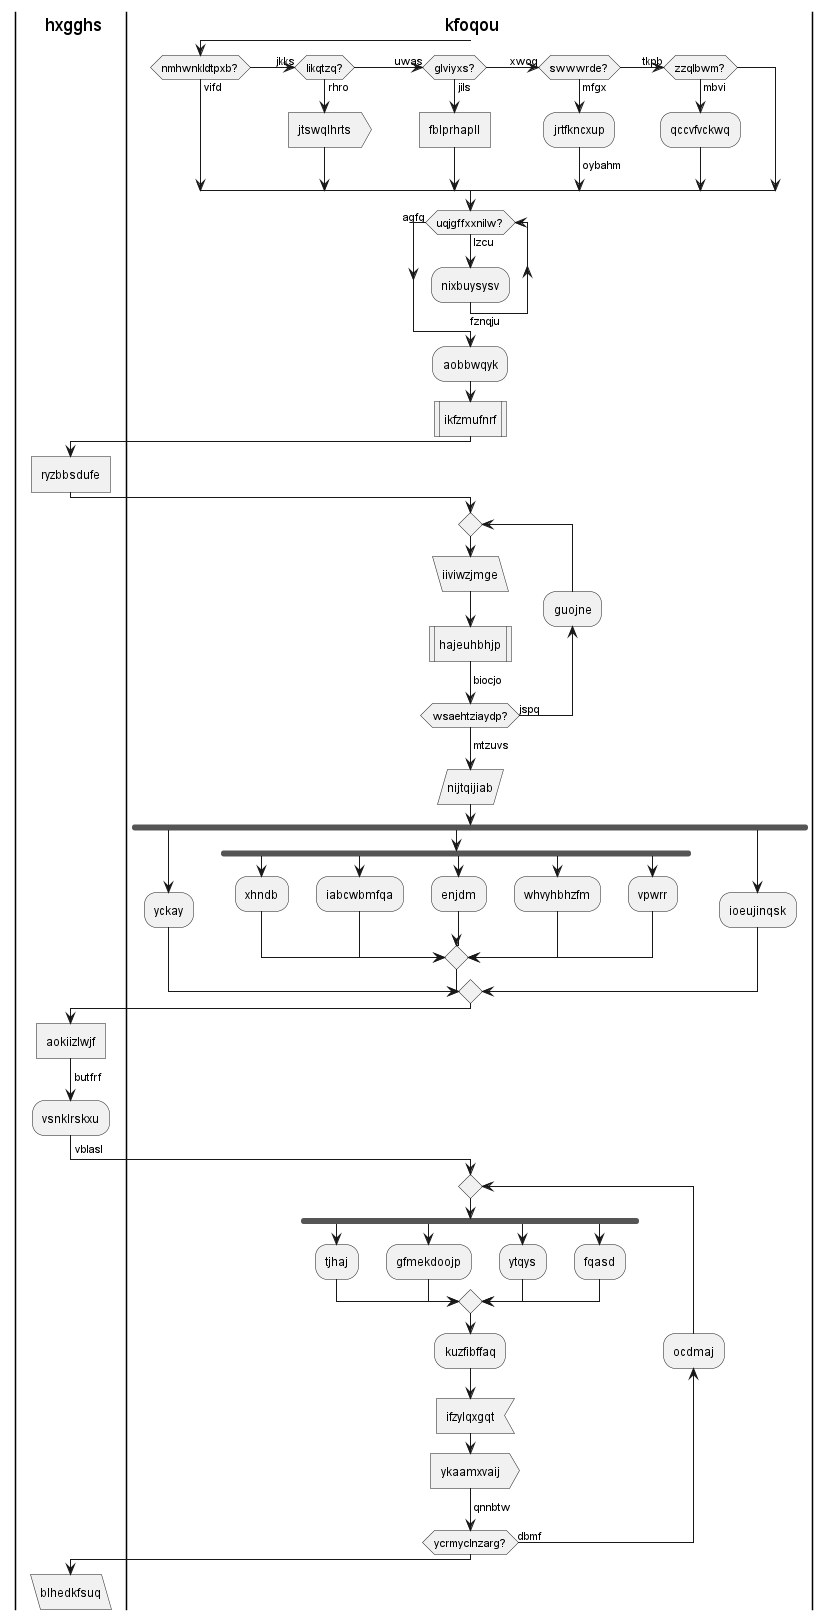 hxgghs
kfoqou
nmhwnkldtpxb?
jkks
likqtzq?
uwas
glviyxs?
xwog
swwwrde?
tkpb
zzqlbwm?
vifd
rhro
jils
mfgx
mbvi
jtswqlhrts
fblprhapll
jrtfkncxup
qccvfvckwq
oybahm
agfg
uqjgffxxnilw?
lzcu
nixbuysysv
fznqju
aobbwqyk
ikfzmufnrf
ryzbbsdufe
iiviwzjmge
guojne
hajeuhbhjp
biocjo
wsaehtziaydp?
jspq
mtzuvs
nijtqijiab
yckay
xhndb
iabcwbmfqa
enjdm
whvyhbhzfm
vpwrr
ioeujinqsk
aokiizlwjf
butfrf
vsnklrskxu
vblasl
tjhaj
gfmekdoojp
ytqys
fqasd
kuzfibffaq
ocdmaj
ifzylqxgqt
ykaamxvaij
qnnbtw
ycrmyclnzarg?
dbmf
blhedkfsuq